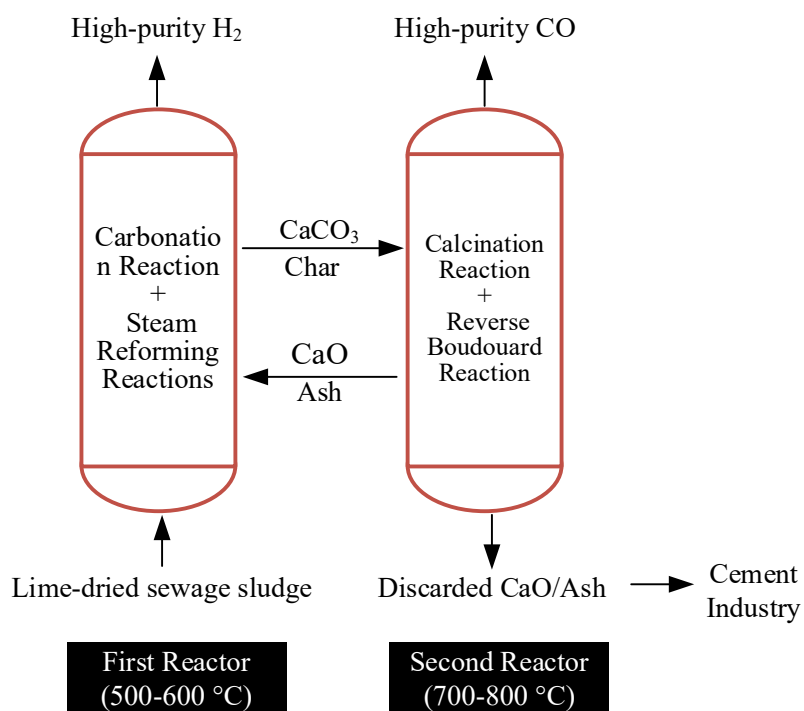 High-purity H₂
High-purity CO
Carbonatio
n Reaction
+
Steam
Reforming
Reactions
CaCO₃
Char
CaO
Ash
Calcination
Reaction
+
Reverse
Boudouard
Reaction
Lime-dried sewage sludge
Discarded CaO/Ash
Cement
Industry
First Reactor
(500-600 °C)
Second Reactor
(700-800 °C)